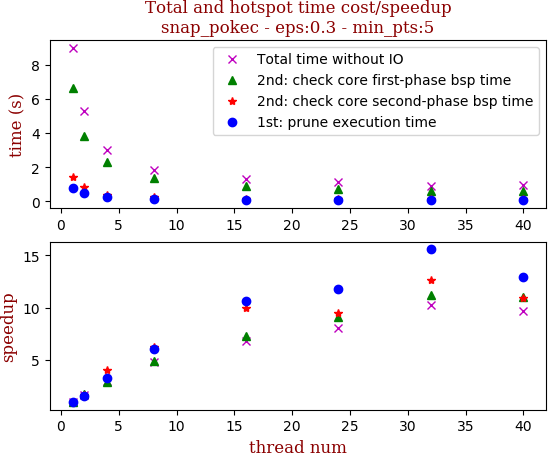 Total and hotspot time cost/speedup
snap_pokec - eps:0.3 - min_pts:5
time (s)
8
6
4
2
0
Total time without IO
2nd: check core first-phase bsp time
2nd: check core second-phase bsp time
1st: prune execution time
0 5 10 15 20 25 30 35 40
speedup
15
10
5
0 5 10 15 20 25 30 35 40
thread num